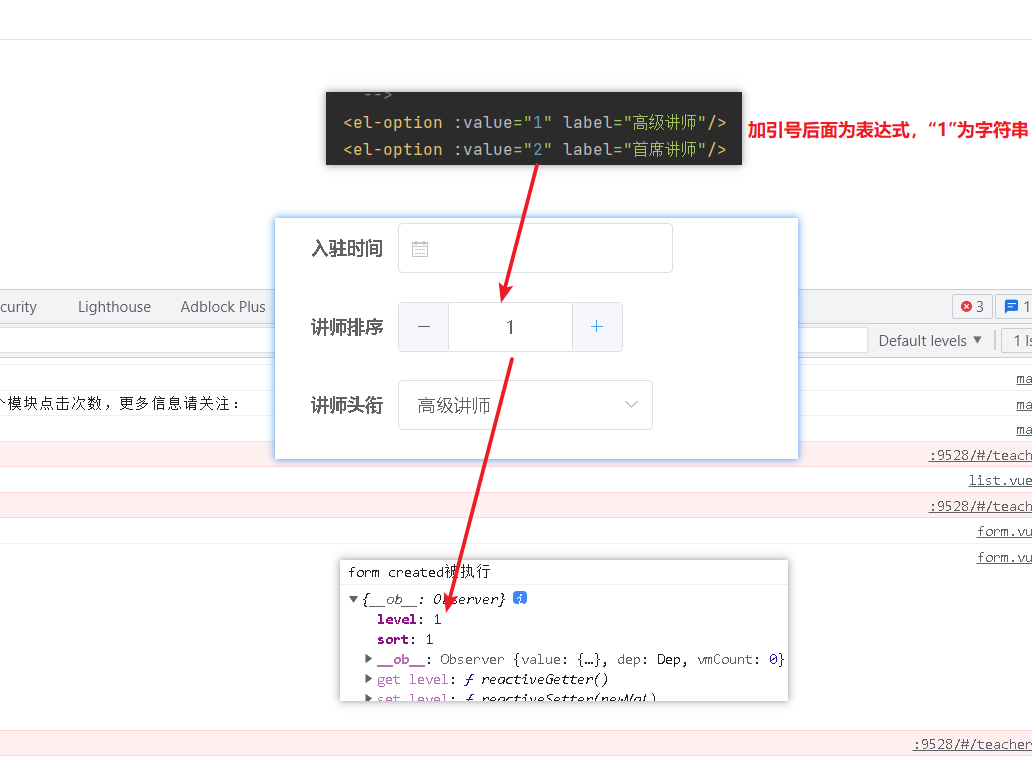 -->
<el-option :value="1" label="高级讲师"/>
<el-option :value="2" label="首席讲师"/>
加引号后面为表达式，“1”为字符串
入驻时间
curity Lighthouse Adblock Plus
3
1
讲师排序
1
Default levels ▼
1 Is
ma
讲师头衔
高级讲师
个模块点击次数，更多信息请关注：
ma
ma
:9528/#/teach
list.vue
:9528/#/teach
form.vu
form.vu
form created被执行
▼{__ob__: Observer}
level: 1
sort: 1
▶__ob__: Observer {value: {…}, dep: Dep, vmCount: 0}
▶get level: ƒ reactiveGetter()
▶set level: ƒ reactiveSetter(newVal)
:9528/#/teacher